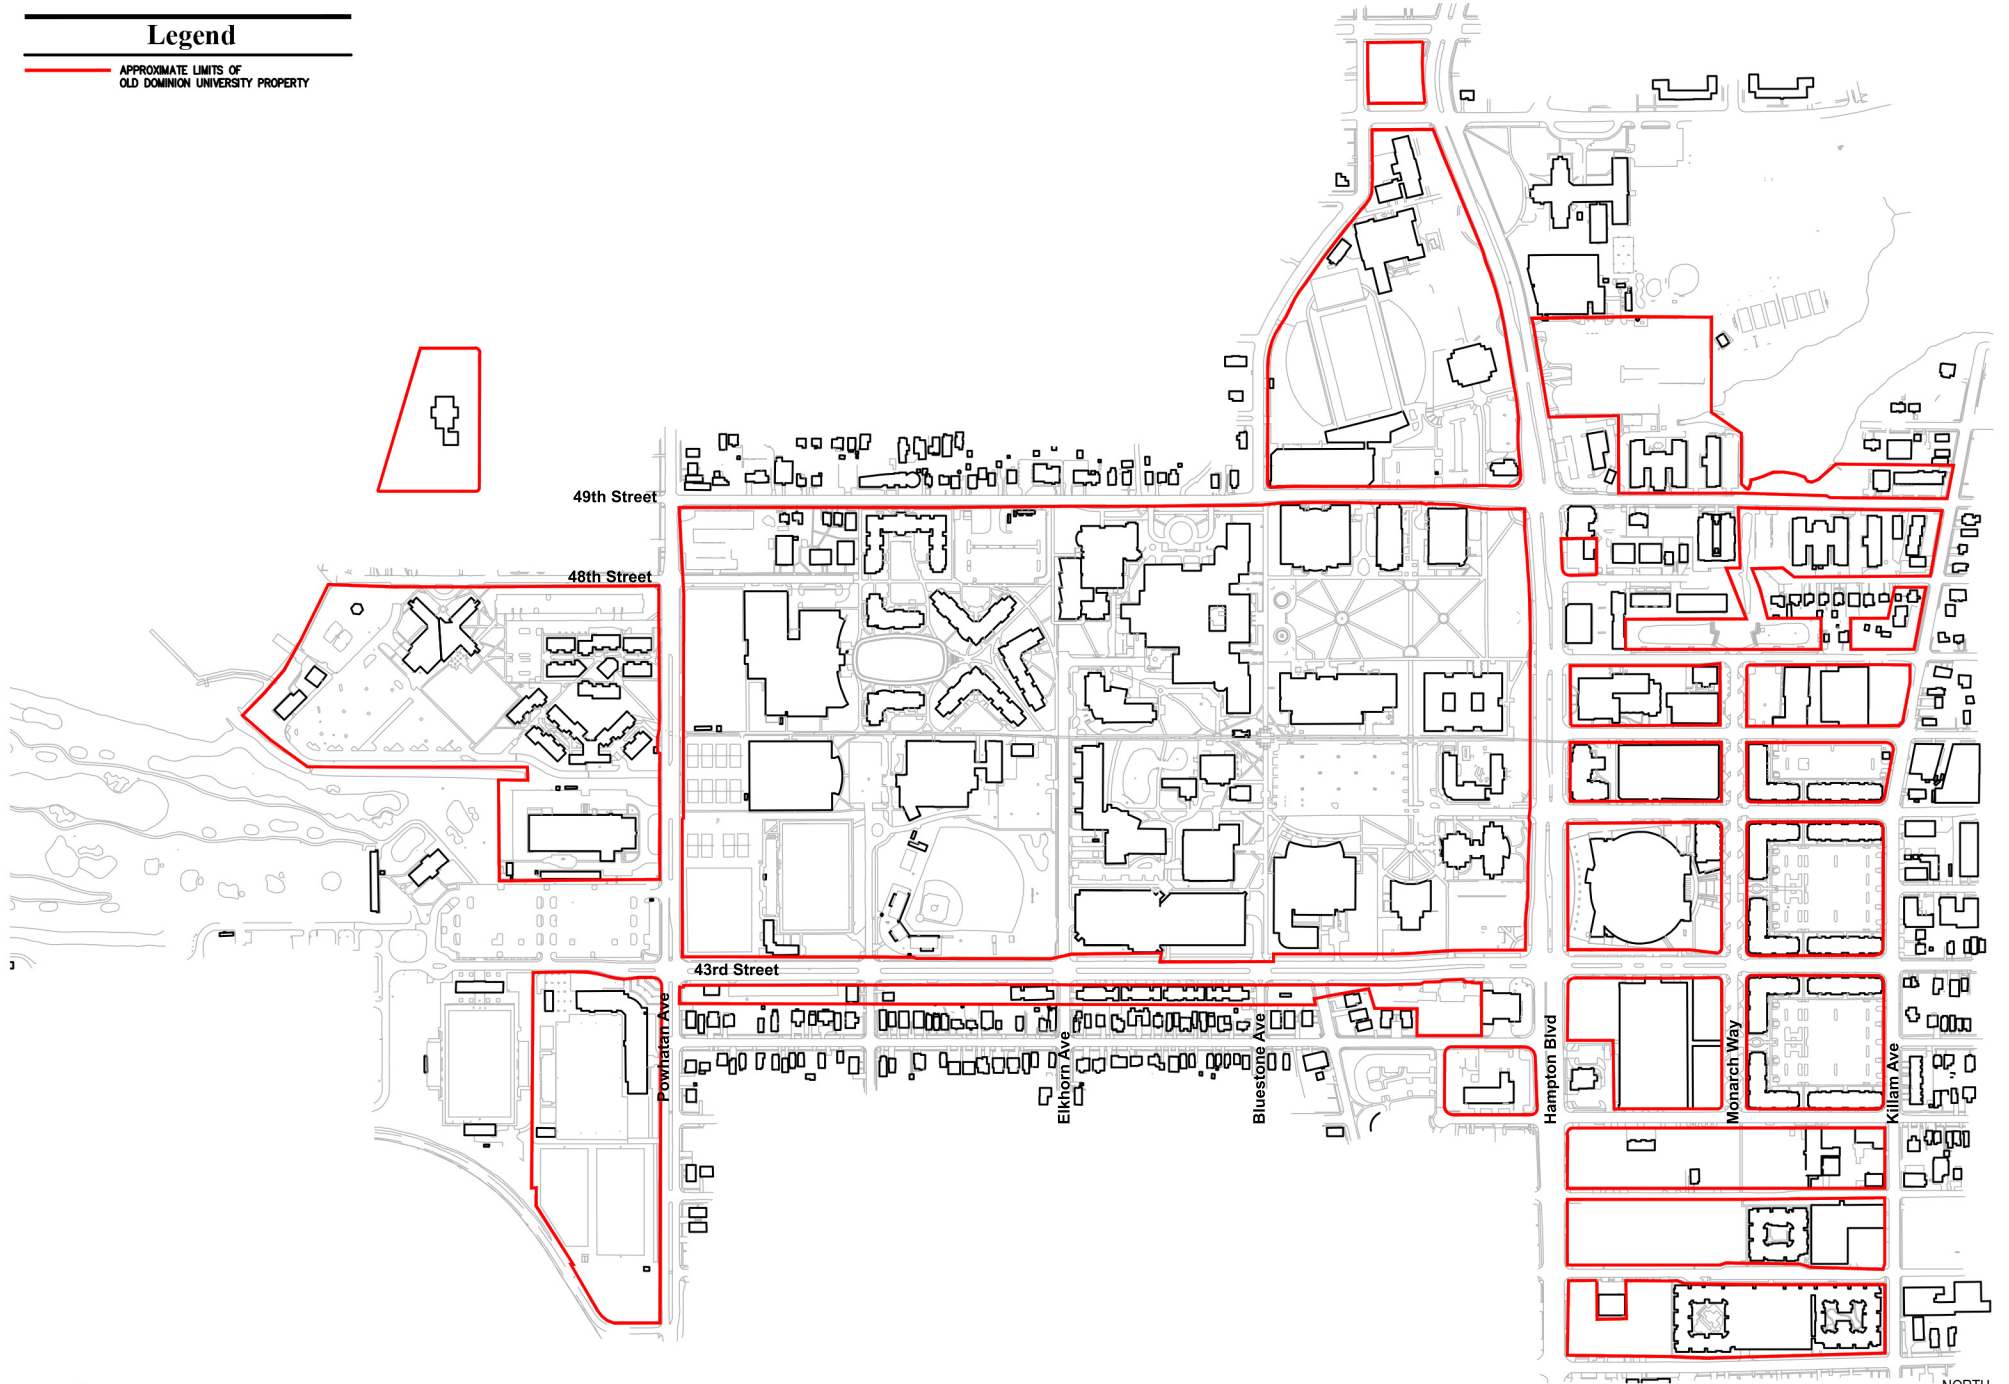 Legend
APPROXIMATE LIMITS OF
OLD DOMINION UNIVERSITY PROPERTY
49th Street
48th Street
43rd Street
Powhatan Ave
Elkhorn Ave
Bluestone Ave
Hampton Blvd
Monarch Way
Killam Ave
NORTH